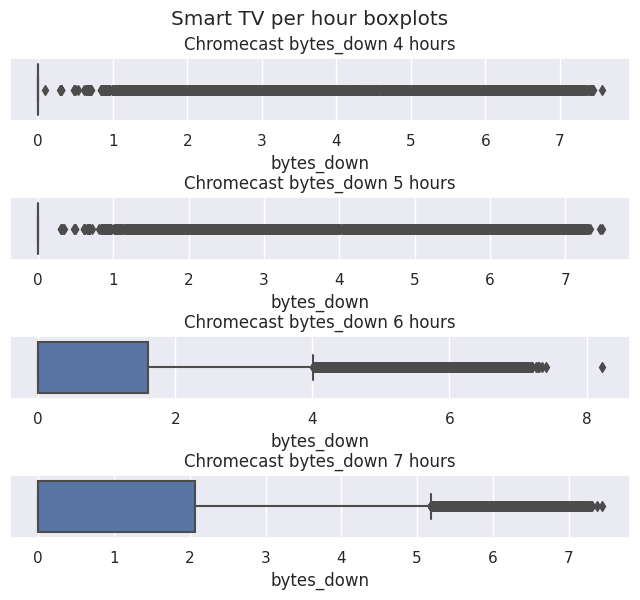 Smart TV per hour boxplots
Chromecast bytes_down 4 hours
0 1 2 3 4 5 6 7
bytes_down
Chromecast bytes_down 5 hours
0 1 2 3 4 5 6 7
bytes_down
Chromecast bytes_down 6 hours
0 2 4 6 8
bytes_down
Chromecast bytes_down 7 hours
0 1 2 3 4 5 6 7
bytes_down